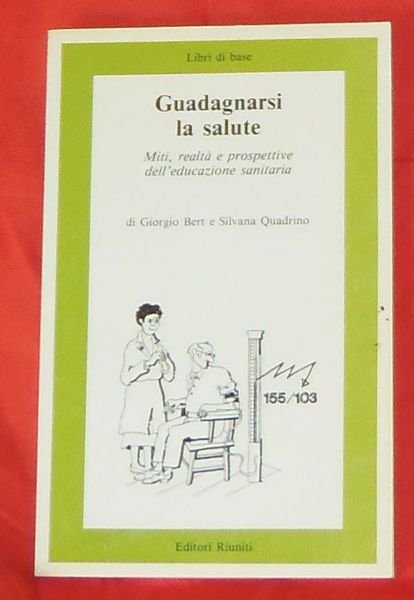 Libri di base
Guadagnarsi
la salute
Miti, realtà e prospettive
dell'educazione sanitaria
di Giorgio Bert e Silvana Quadrino
155/103
Editori Riuniti